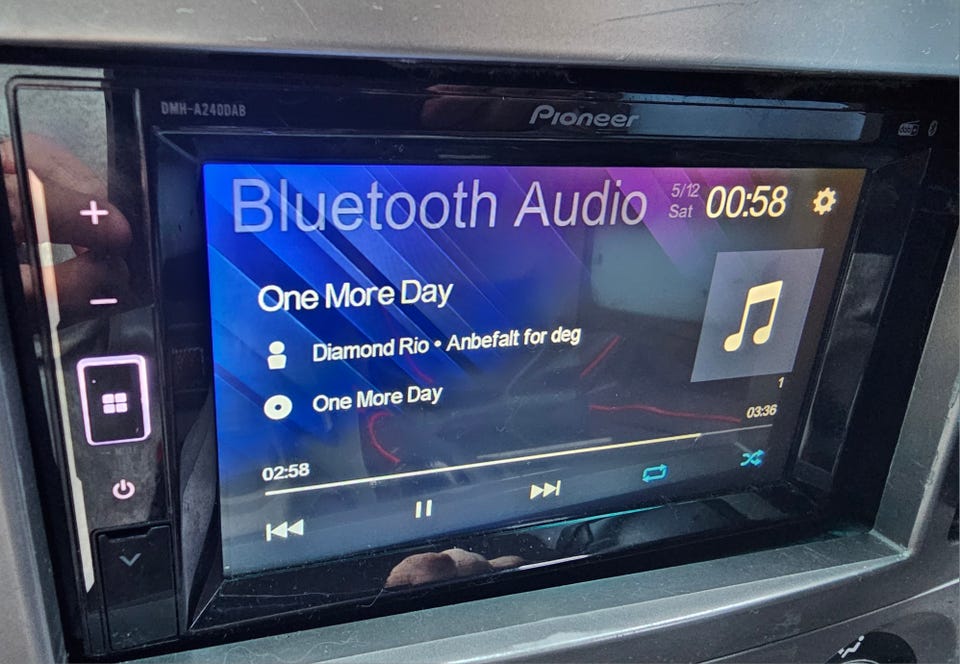 DMH-A240DAB
Pioneer
Bluetooth Audio
5/12
Sat
00:58
One More Day
Diamond Rio • Anbefalt for deg
One More Day
1
02:58
03:36